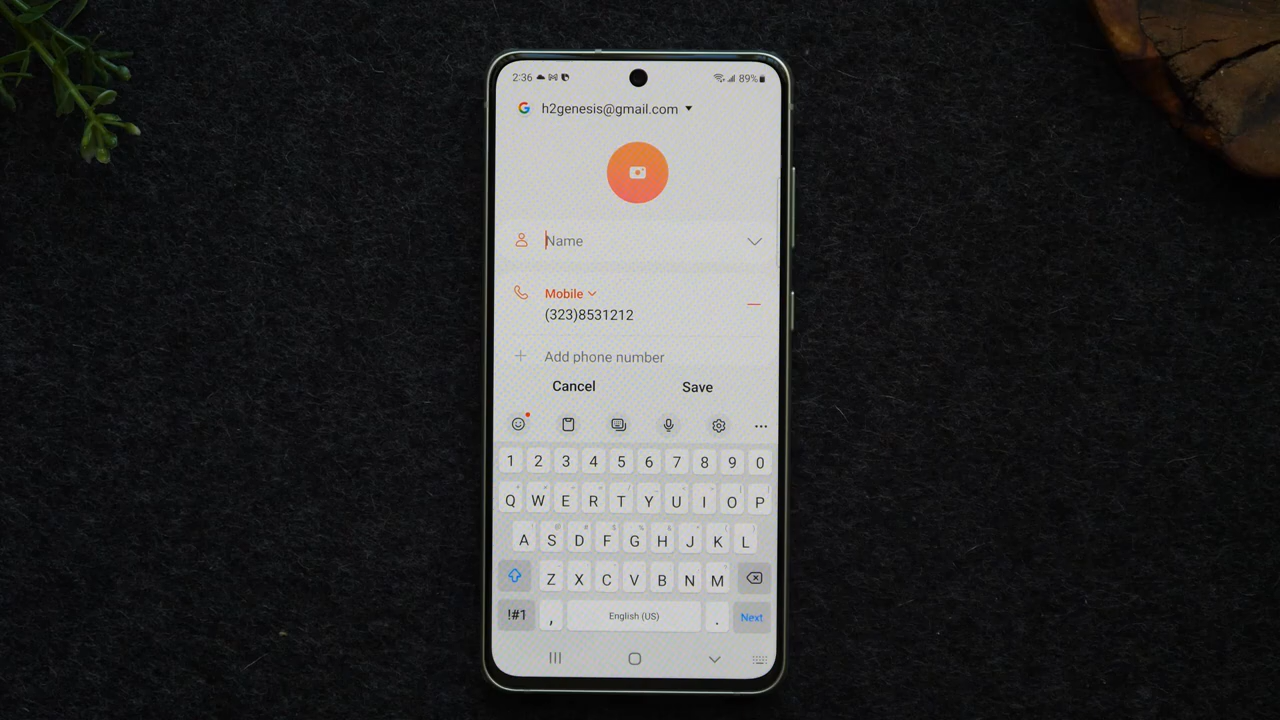 2:36 89%
h2genesis@gmail.com
Name
Mobile
(323)8531212
Add phone number
Cancel Save
1 2 3 4 5 6 7 8 9 0
Q W E R T Y U I O P
A S D F G H J K L
Z X C V B N M
!#1 , English (US) . Next